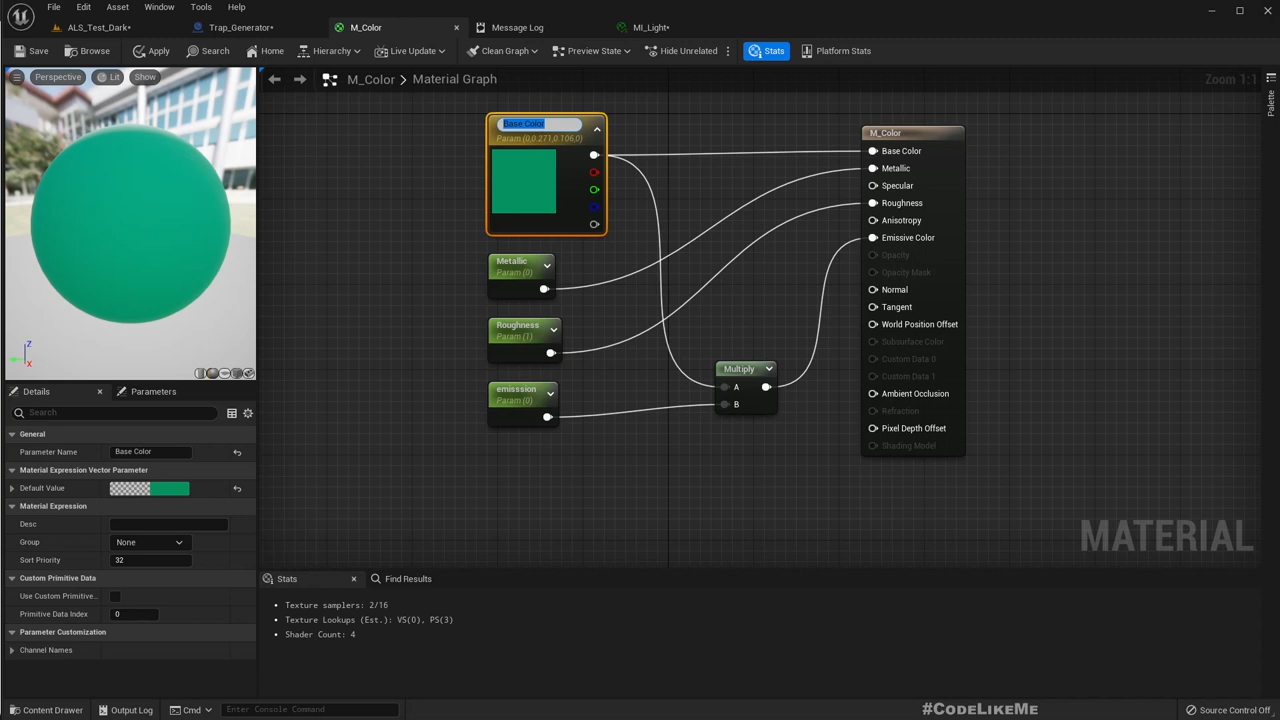 File Edit Asset Window Tools Help
ALS_Test_Dark* Trap_Generator* M_Color Message Log MI_Light*
Save Browse Apply Search Home Hierarchy Live Update Clean Graph Preview State Hide Unrelated Stats Platform Stats
Perspective Lit Show
M_Color Material Graph Zoom 1:1
Palette
Base Color
Param (0,0.271,0.106,0)
M_Color
Base Color
Metallic
Specular
Roughness
Anisotropy
Emissive Color
Opacity
Opacity Mask
Normal
Tangent
World Position Offset
Subsurface Color
Custom Data 0
Custom Data 1
Ambient Occlusion
Refraction
Pixel Depth Offset
Shading Model
Metallic
Param (0)
Roughness
Param (1)
emisssion
Param (0)
Multiply
A
B
Z
X
Details Parameters
Search
General
Parameter Name Base Color
Material Expression Vector Parameter
Default Value
Material Expression
Desc
Group None
Sort Priority 32
Custom Primitive Data
Use Custom Primitive...
Primitive Data Index 0
Parameter Customization
Channel Names
MATERIAL
Stats Find Results
Texture samplers: 2/16
Texture Lookups (Est.): VS(0), PS(3)
Shader Count: 4
Content Drawer Output Log Cmd Enter Console Command
#CodeLikeMe
Source Control Off